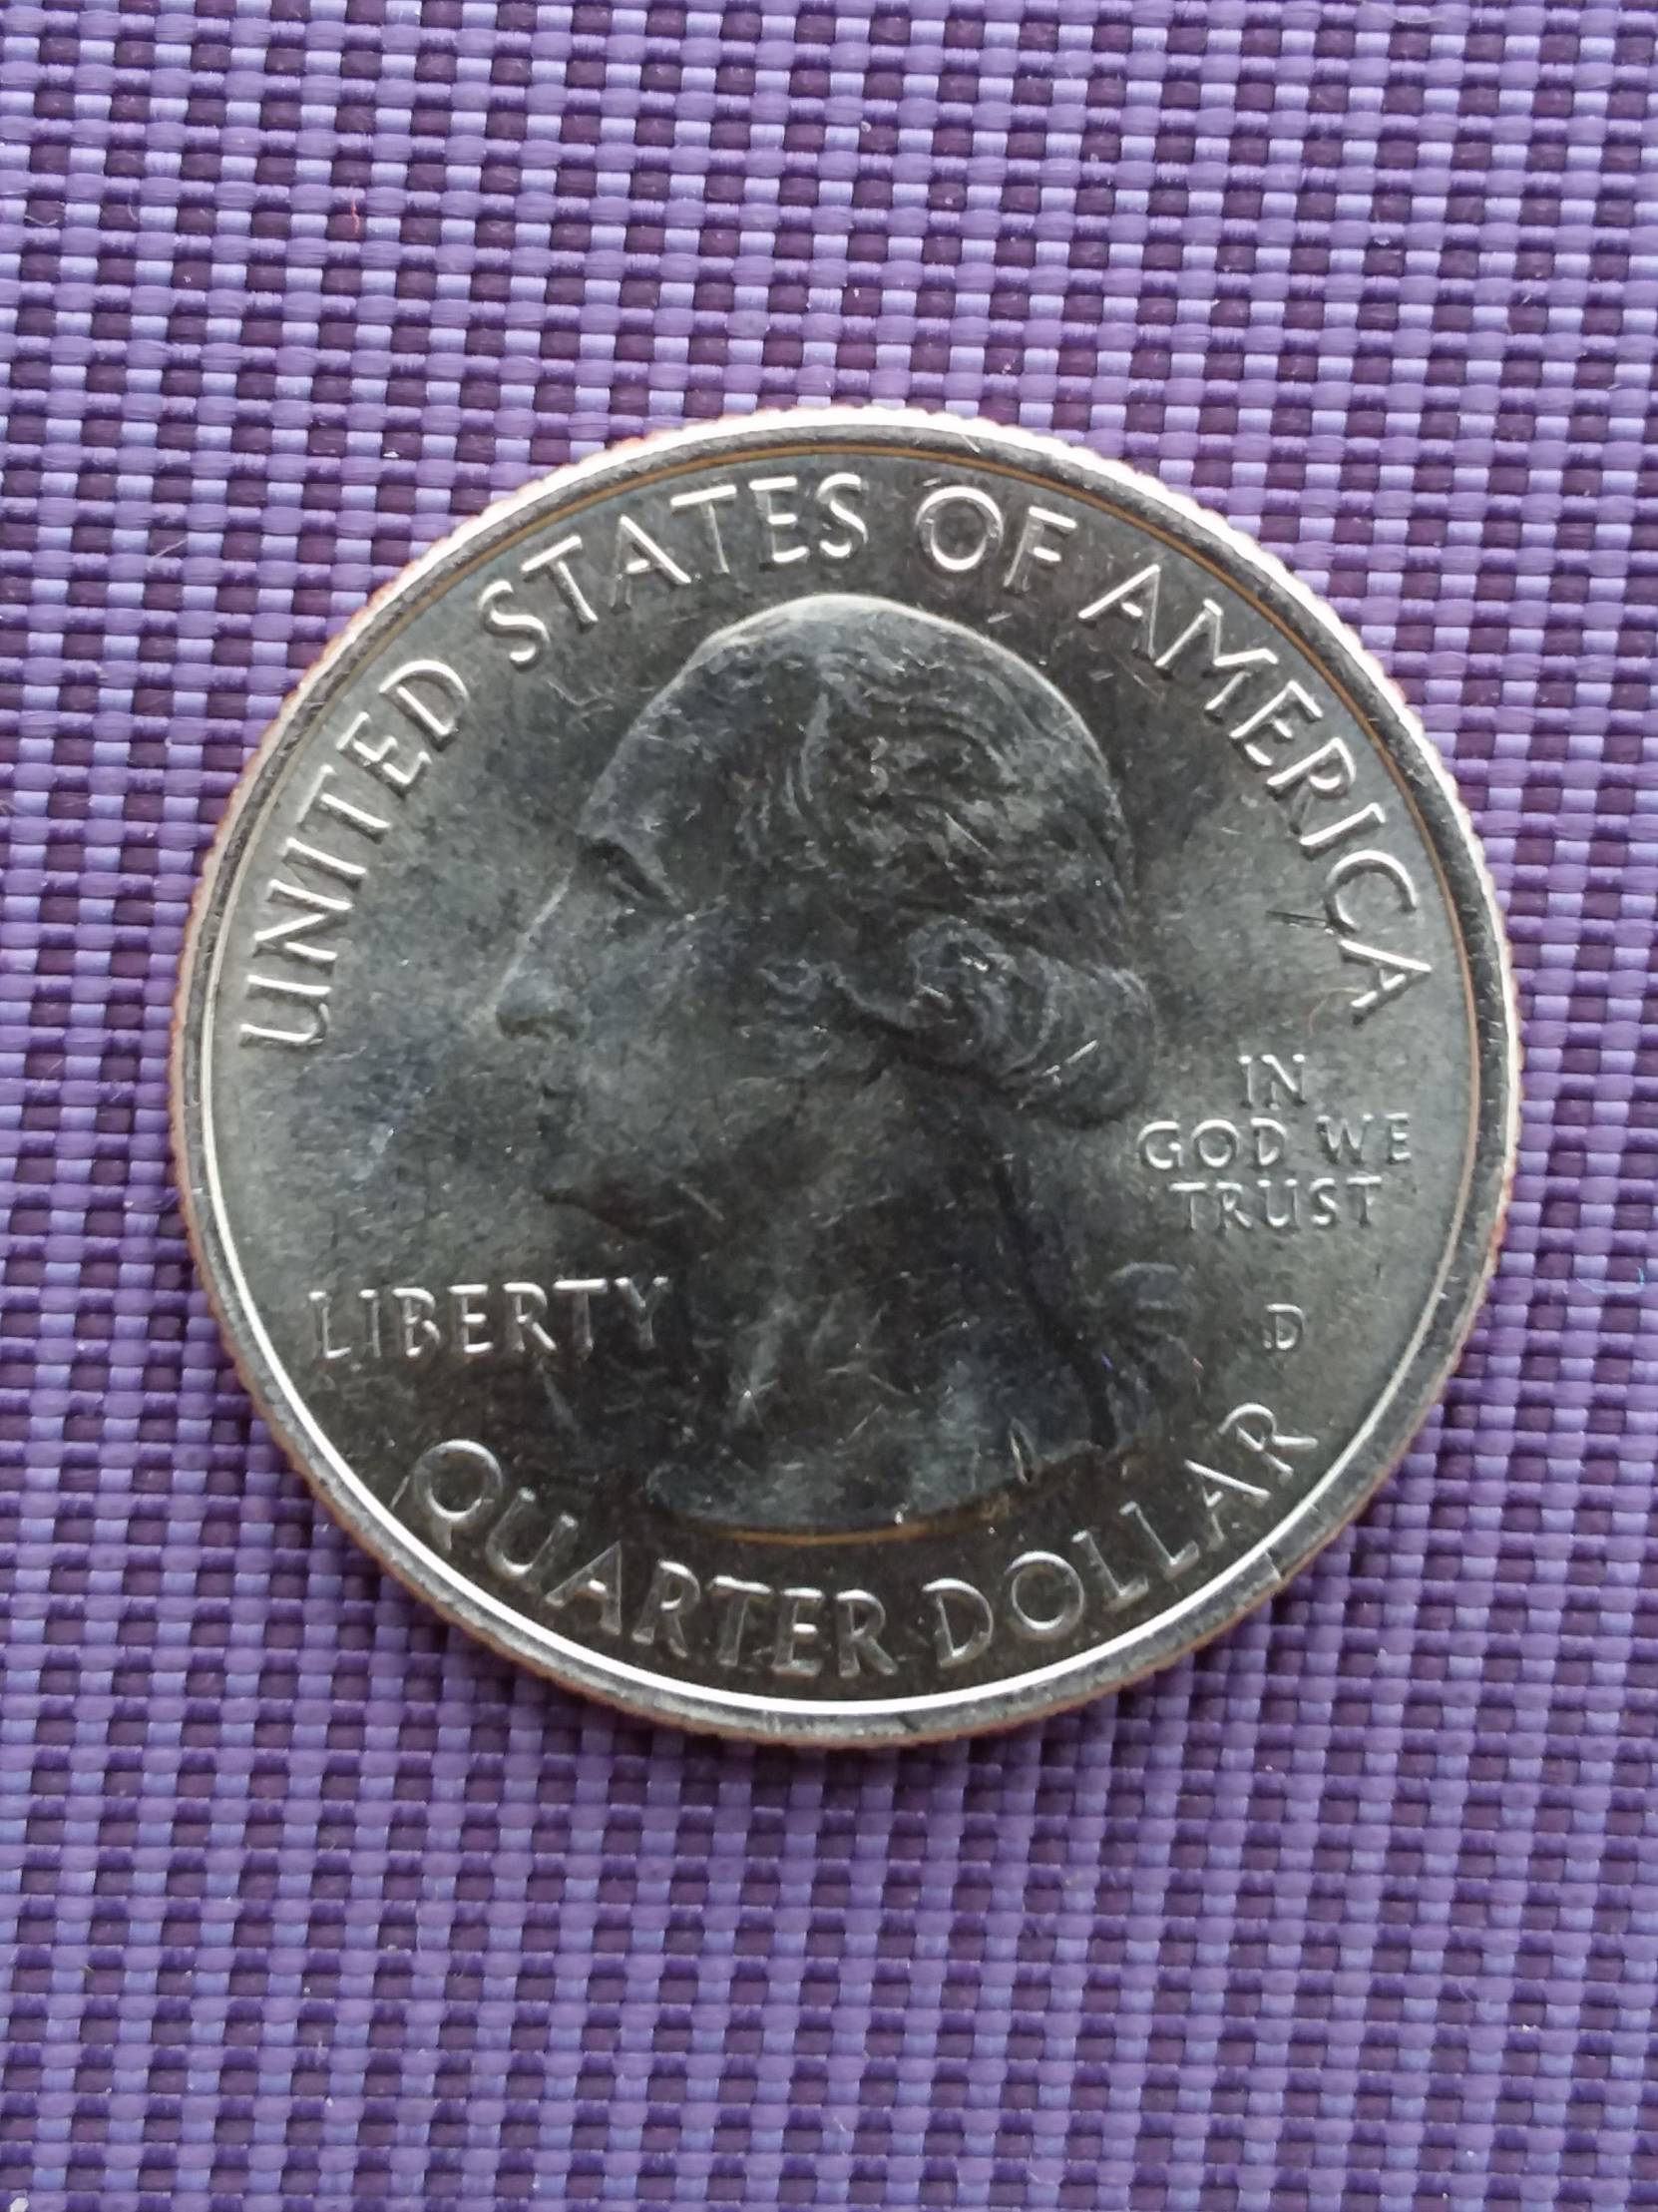 UNITED STATES OF AMERICA
IN
GOD WE
TRUST
LIBERTY
D
QUARTER DOLLAR